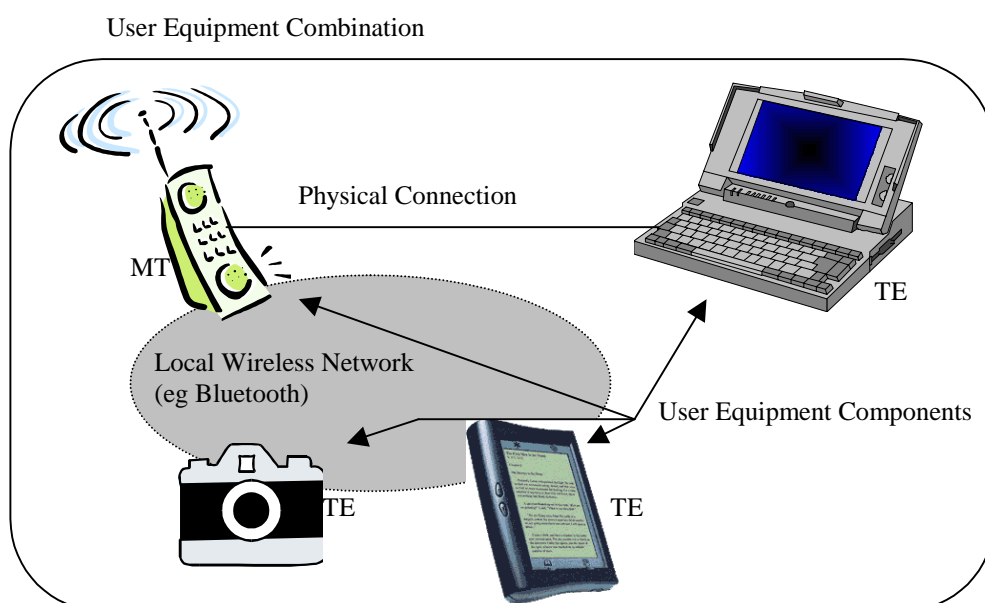 User Equipment Combination
Physical Connection
MT
TE
Local Wireless Network
(eg Bluetooth)
User Equipment Components
TE
TE